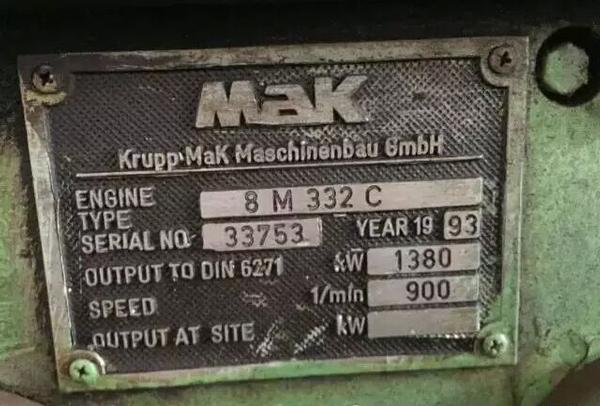 MaK
Krupp MaK Maschinenbau GmbH
ENGINE TYPE 8 M 332 C
SERIAL NO 33753 YEAR 19 93
OUTPUT TO DIN 6271 kW 1380
SPEED 1/min 900
OUTPUT AT SITE kW